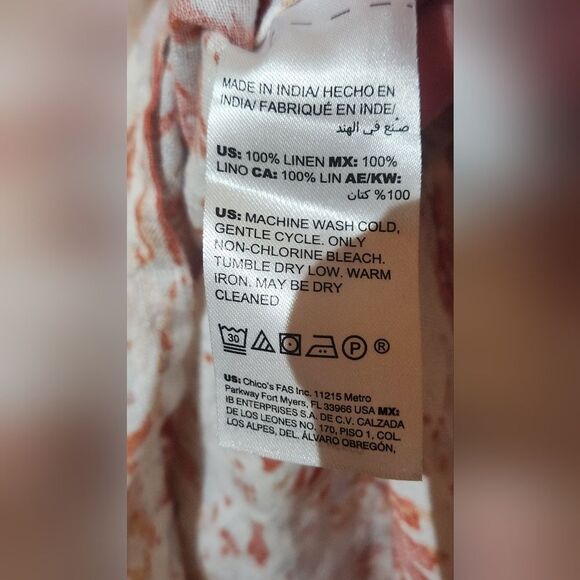 MADE IN INDIA/ HECHO EN
INDIA/ FABRIQUÉ EN INDE/
صنع في الهند
US: 100% LINEN MX: 100%
LINO CA: 100% LIN AE/KW:
100% كتان
US: MACHINE WASH COLD,
GENTLE CYCLE. ONLY
NON-CHLORINE BLEACH.
TUMBLE DRY LOW. WARM
IRON. MAY BE DRY
CLEANED
30 P ®
US: Chico's FAS Inc. 11215 Metro
Parkway Fort Myers, FL 33966 USA MX:
IB ENTERPRISES S.A. DE C.V. CALZADA
DE LOS LEONES NO. 170, PISO 1, COL.
LOS ALPES, DEL. ÁLVARO OBREGÓN,